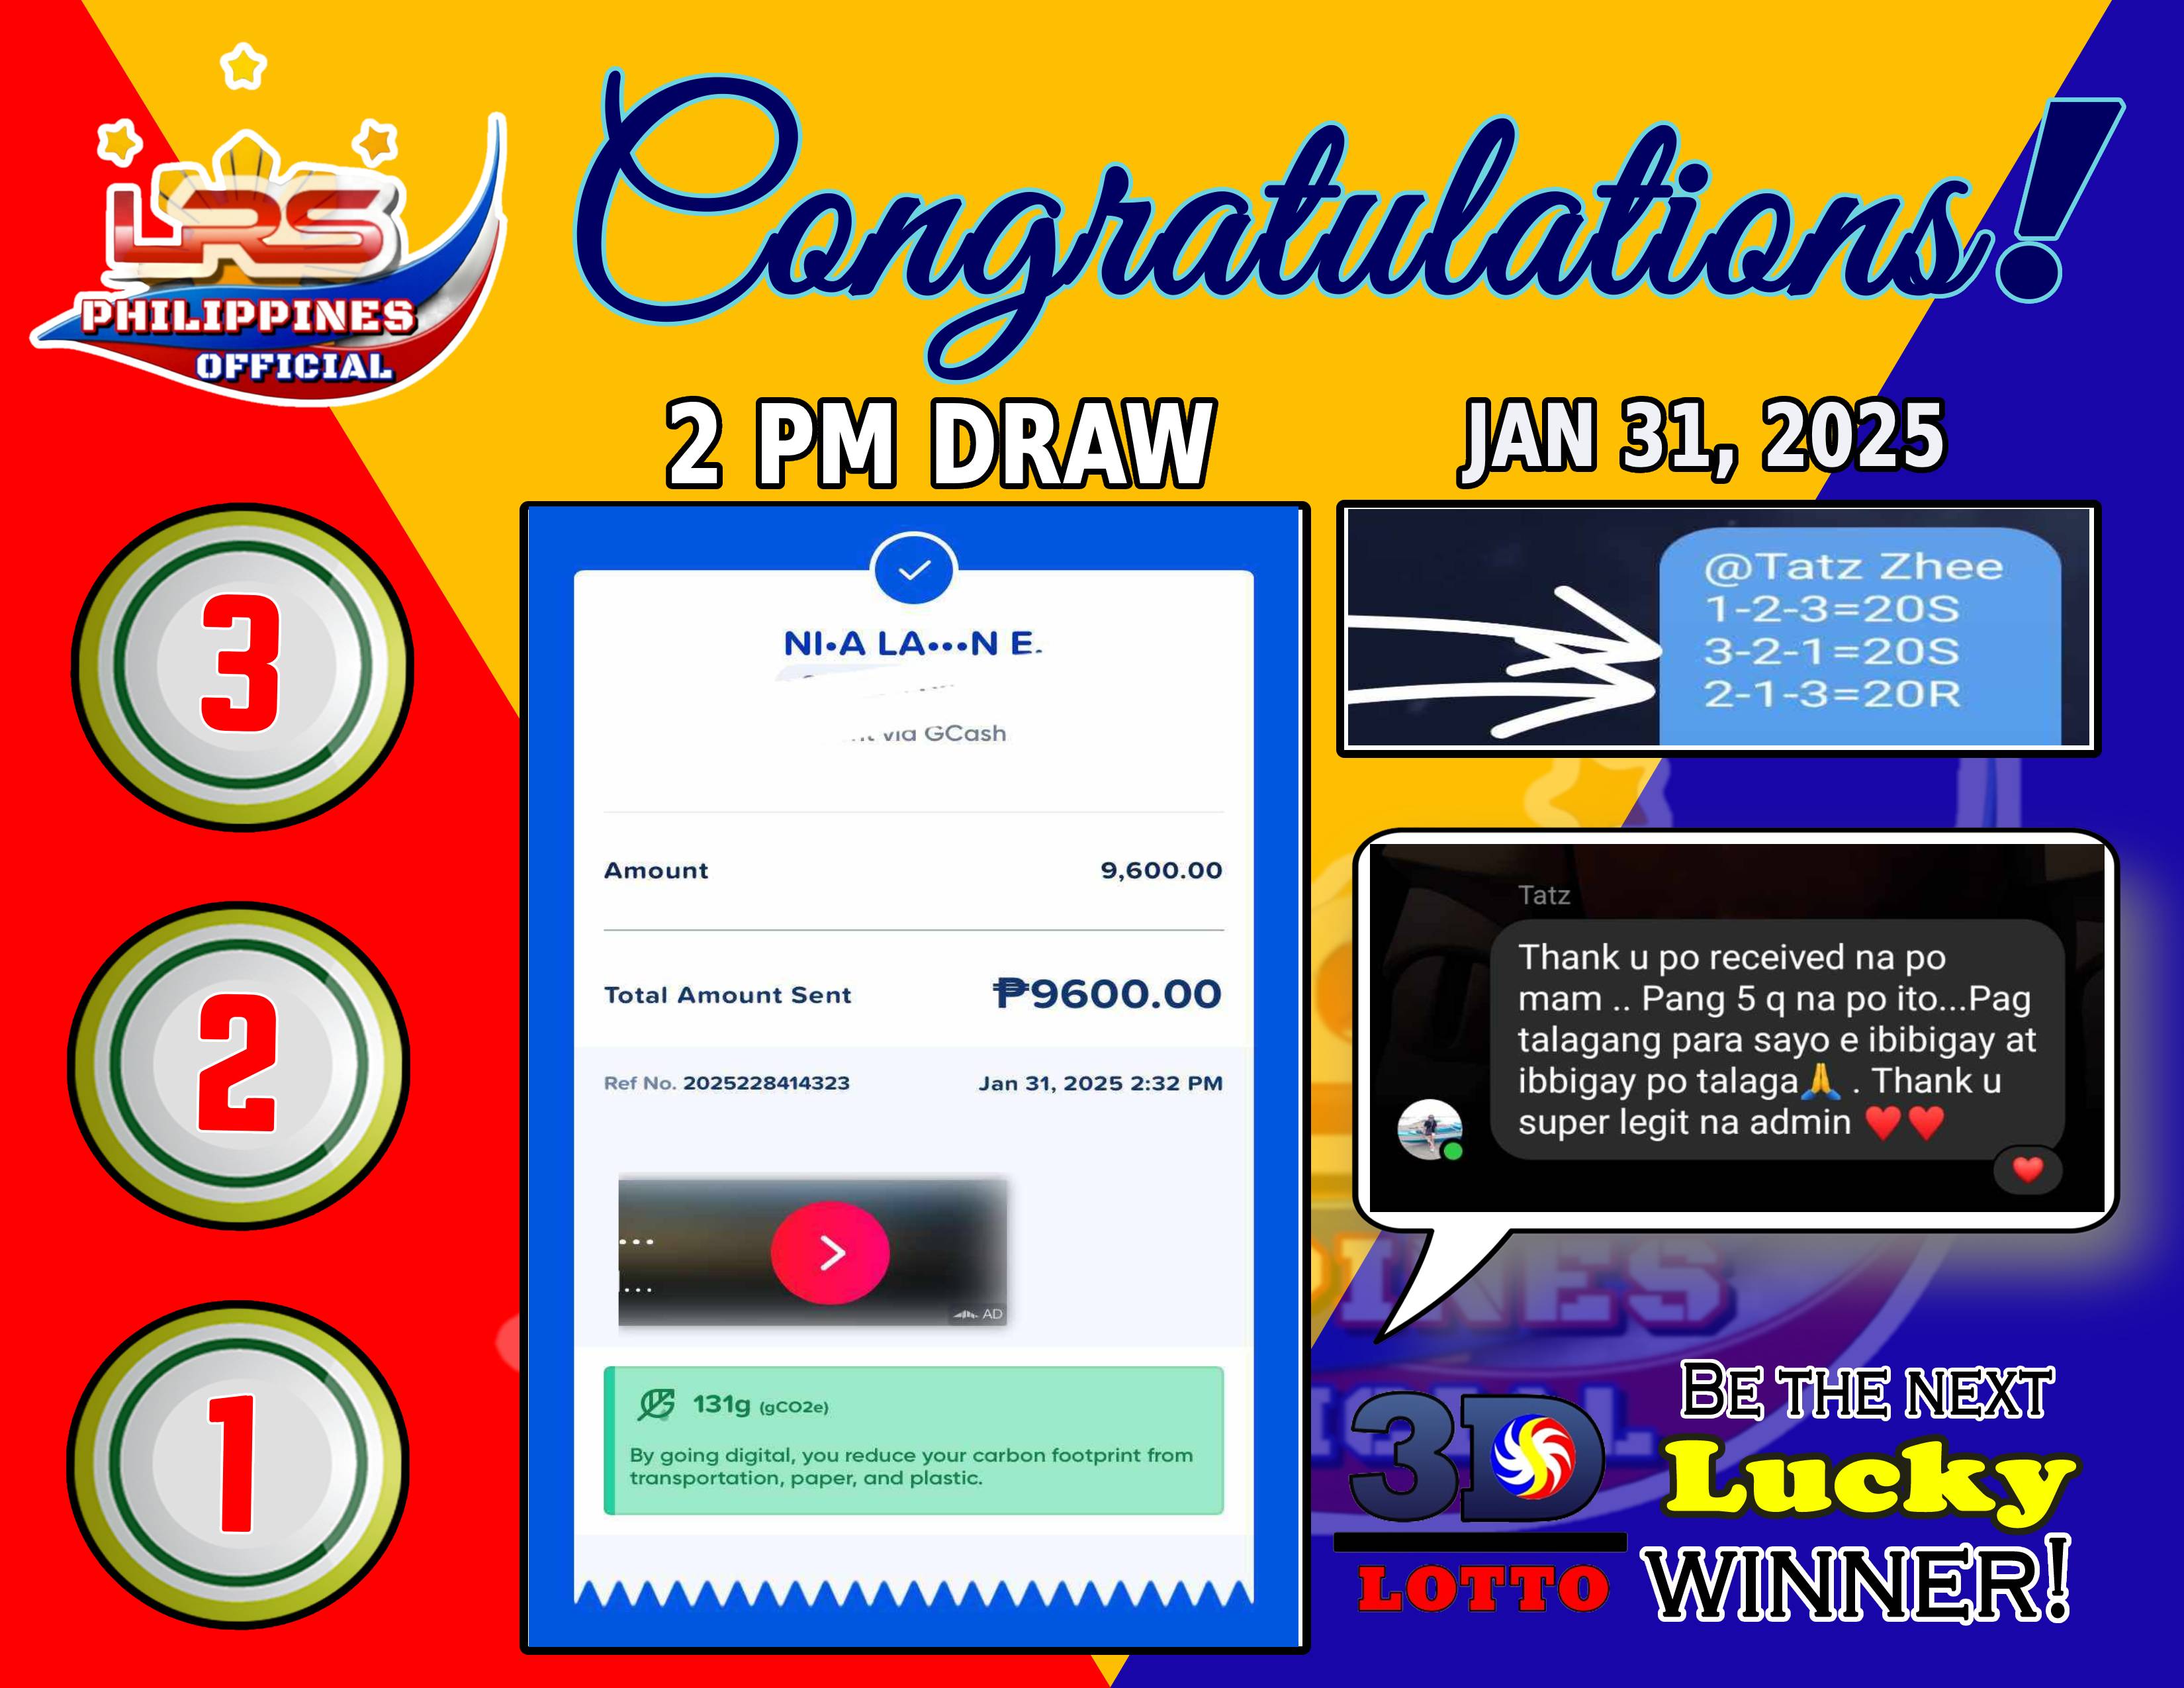 LRS
PHILIPPINES
OFFICIAL
Congratulations!
2 PM DRAW
JAN 31, 2025
3
2
1
NI•A LA•••N E.
via GCash
Amount 9,600.00
Total Amount Sent ₱9600.00
Ref No. 2025228414323 Jan 31, 2025 2:32 PM
AD
131g (gCO2e)
By going digital, you reduce your carbon footprint from
transportation, paper, and plastic.
@Tatz Zhee
1-2-3=20S
3-2-1=20S
2-1-3=20R
Tatz
Thank u po received na po
mam .. Pang 5 q na po ito...Pag
talagang para sayo e ibibigay at
ibbigay po talaga🙏 . Thank u
super legit na admin ❤️❤️
3D
LOTTO
BE THE NEXT
Lucky
WINNER!